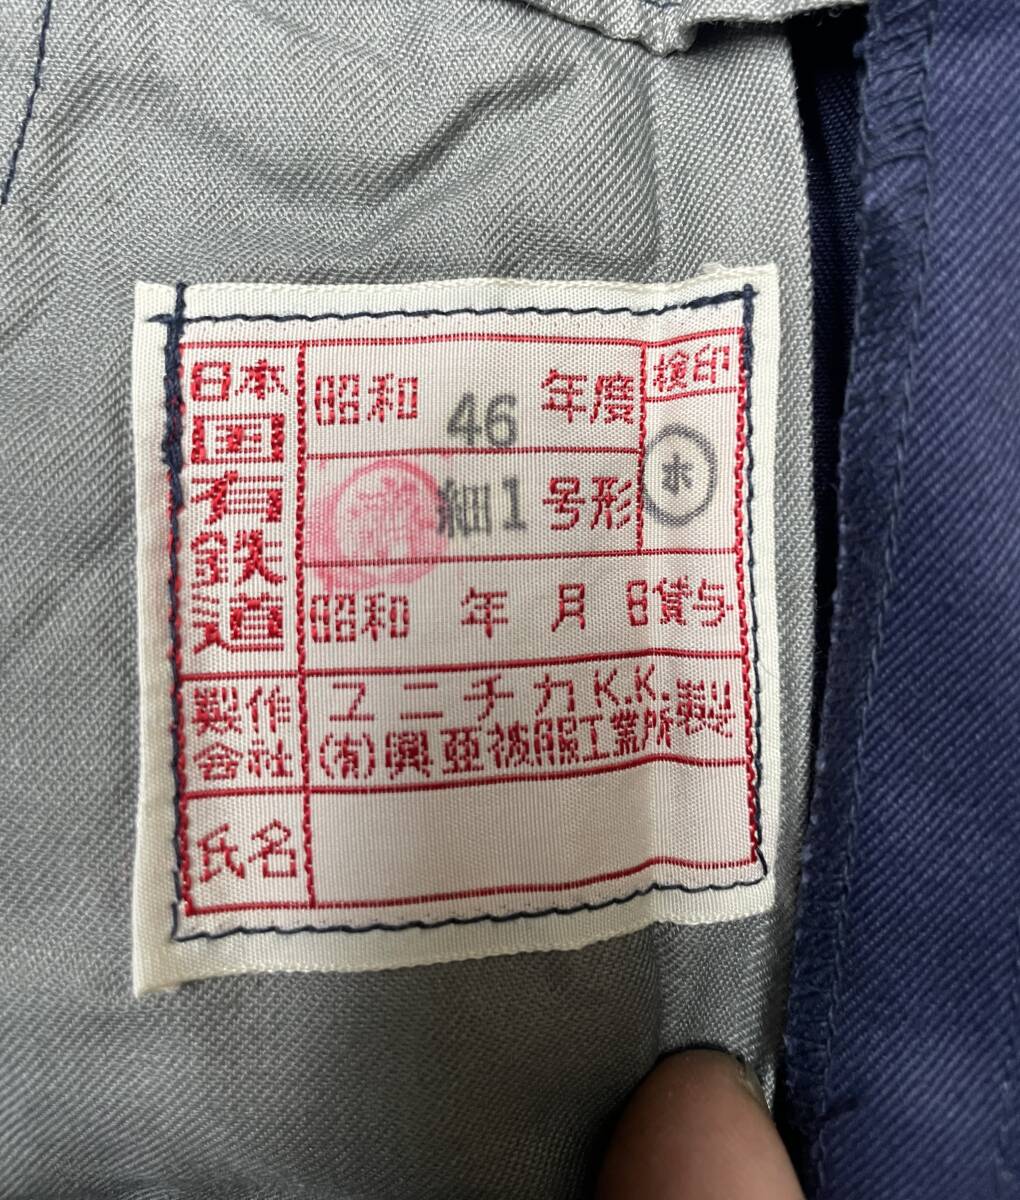 日本国有鉄道
昭和 46 年度
検印
ホ
細1 号形
昭和 年 月 日貸与
製作会社
ユニチカK.K.
(有)興亜被服工業所製
氏名